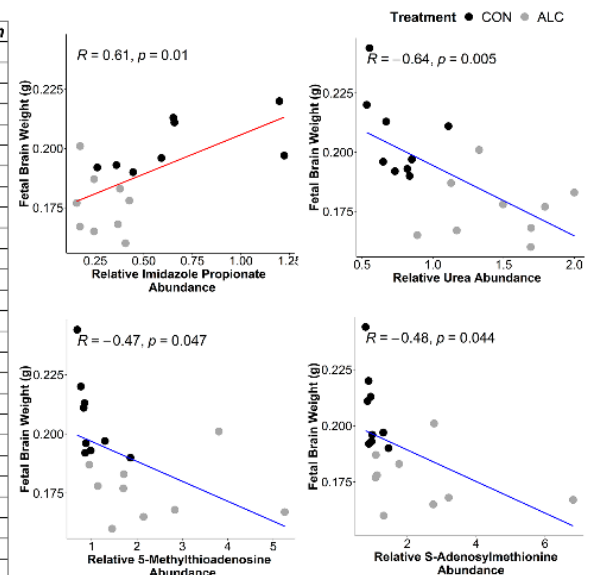 n
Treatment CON ALC
R = 0.61, p = 0.01
Fetal Brain Weight (g)
0.225
0.200
0.175
0.25 0.50 0.75 1.00 1.25
Relative Imidazole Propionate
Abundance
R = −0.64, p = 0.005
Fetal Brain Weight (g)
0.225
0.200
0.175
0.5 1.0 1.5 2.0
Relative Urea Abundance
R = −0.47, p = 0.047
Fetal Brain Weight (g)
0.225
0.200
0.175
1 2 3 4 5
Relative 5-Methylthioadenosine
Abundance
R = −0.48, p = 0.044
Fetal Brain Weight (g)
0.225
0.200
0.175
2 4 6
Relative S-Adenosylmethionine
Abundance